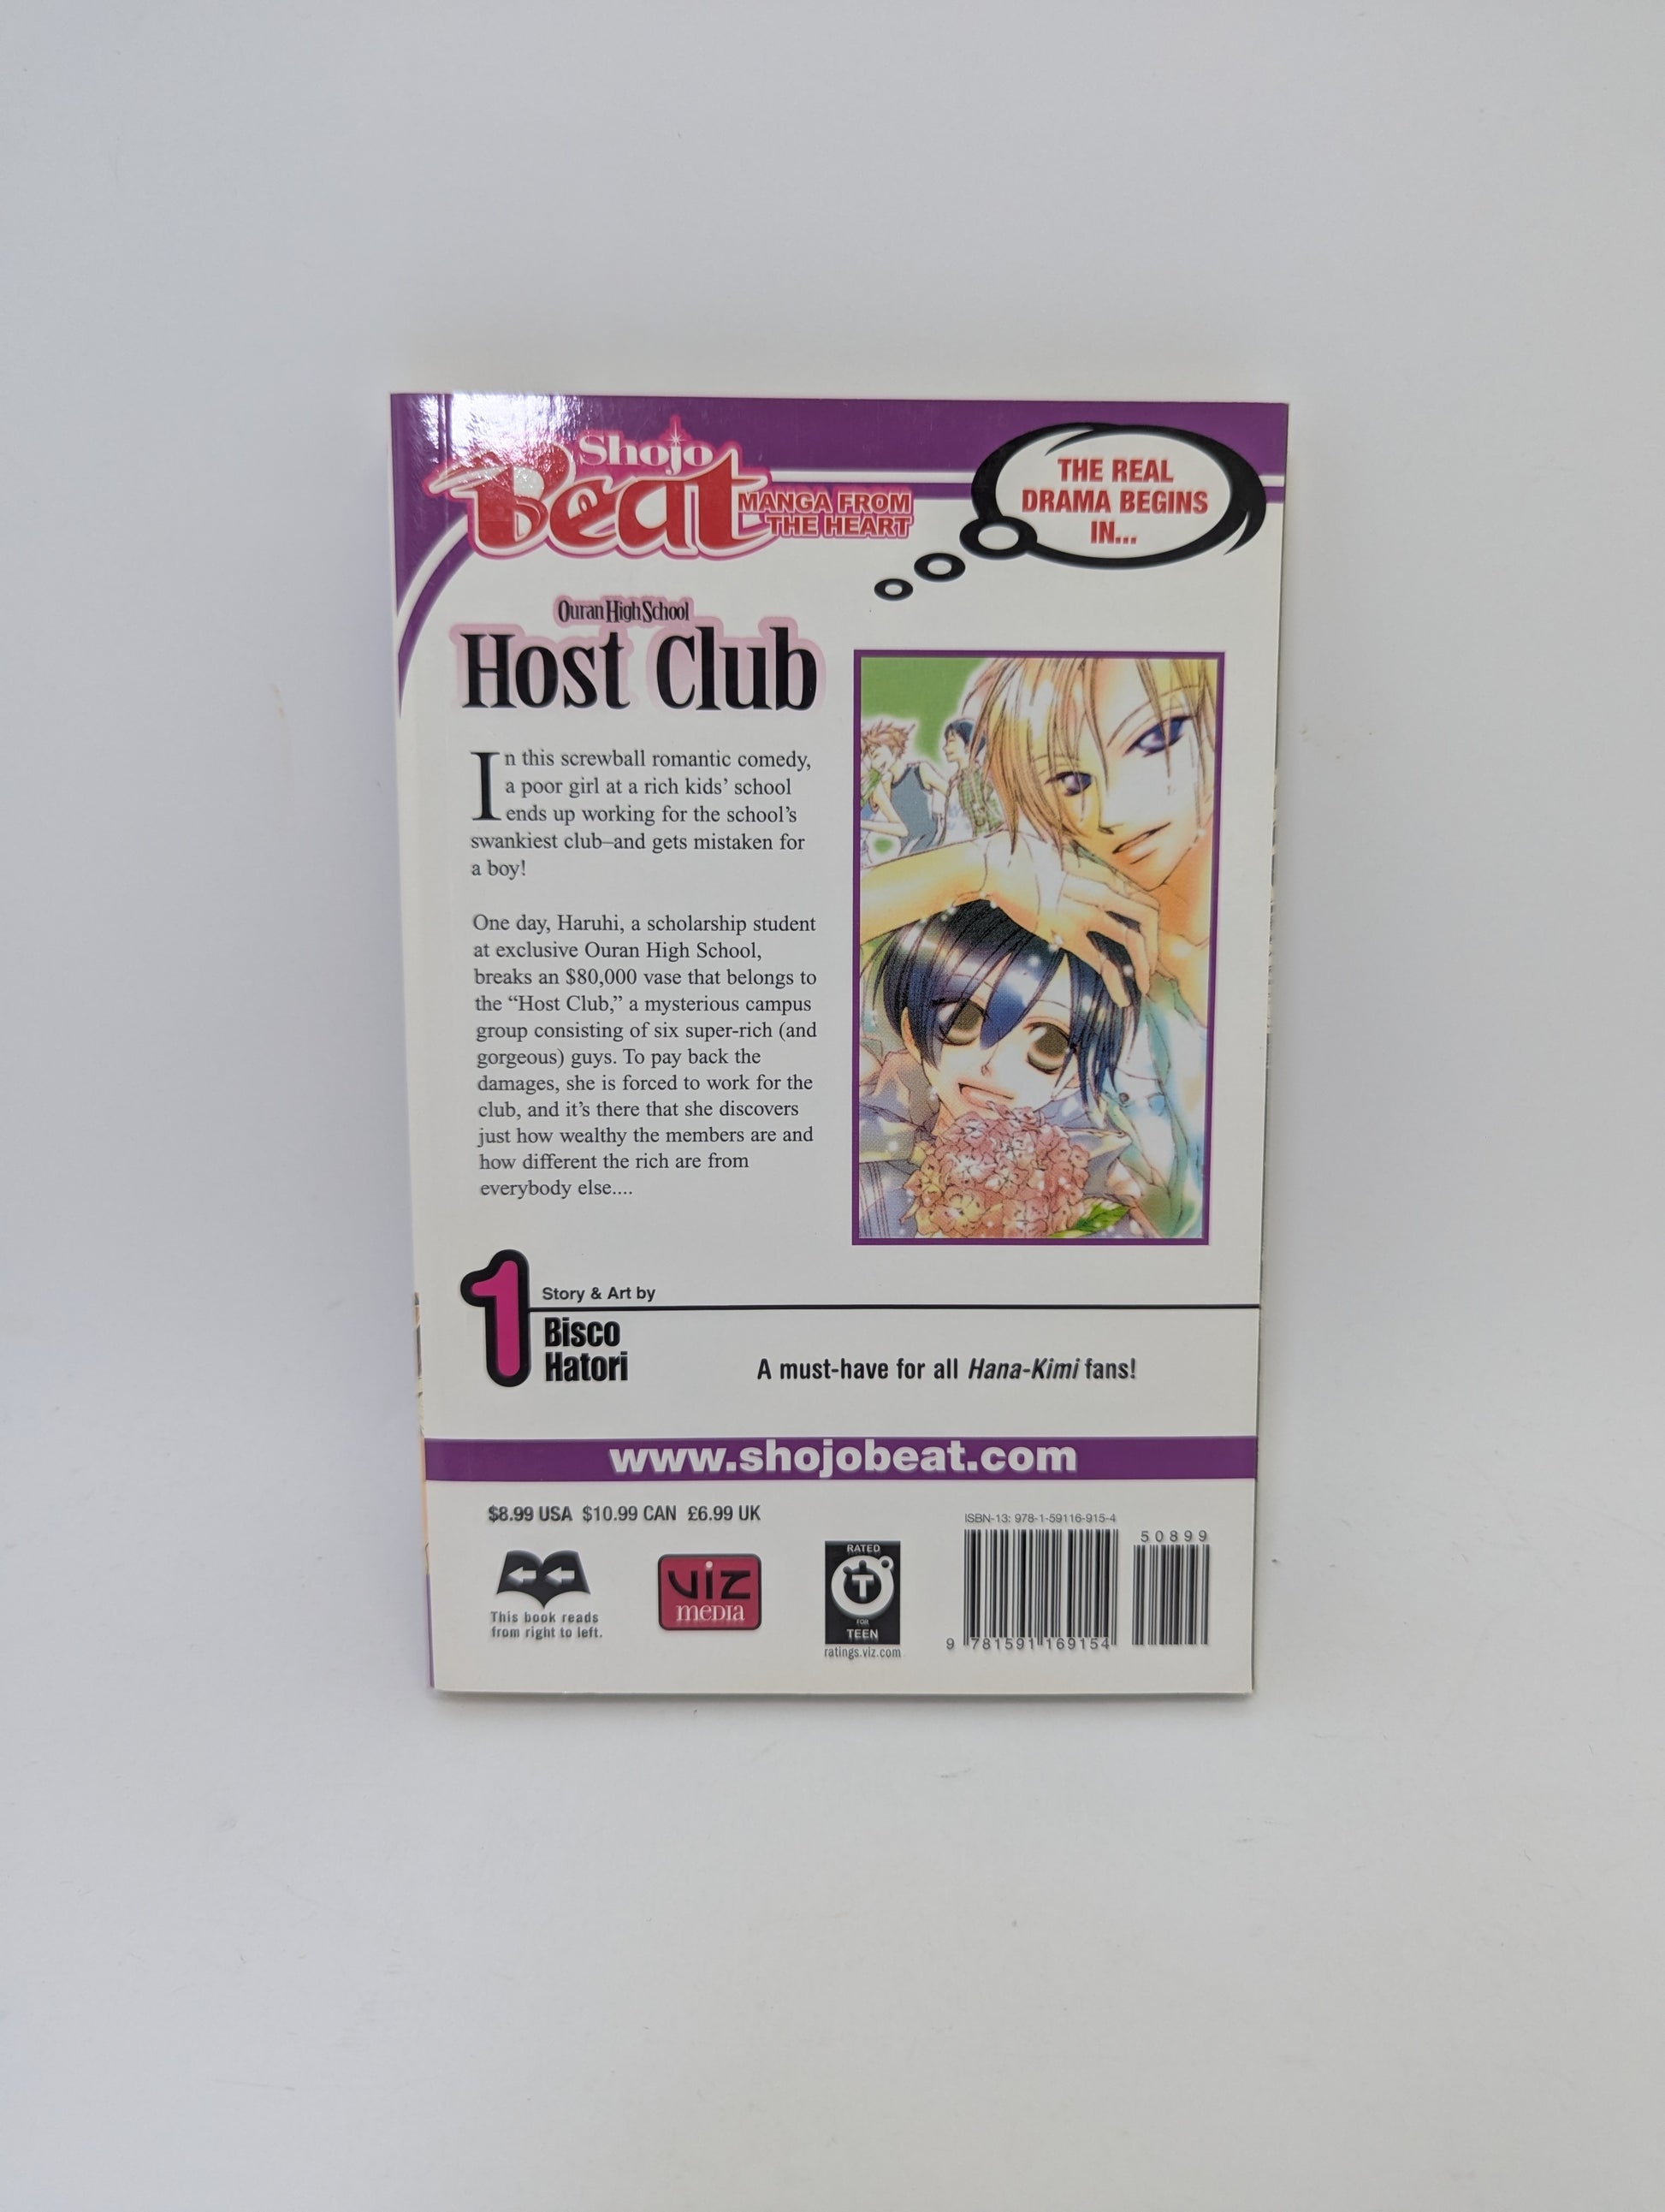 Shojo
Beat
MANGA FROM
THE HEART
THE REAL
DRAMA BEGINS
IN...
Ouran High School
Host Club
In this screwball romantic comedy,
a poor girl at a rich kids' school
ends up working for the school's
swankiest club–and gets mistaken for
a boy!
One day, Haruhi, a scholarship student
at exclusive Ouran High School,
breaks an $80,000 vase that belongs to
the “Host Club,” a mysterious campus
group consisting of six super-rich (and
gorgeous) guys. To pay back the
damages, she is forced to work for the
club, and it's there that she discovers
just how wealthy the members are and
how different the rich are from
everybody else....
1
Story & Art by
Bisco
Hatori
A must-have for all Hana-Kimi fans!
www.shojobeat.com
$8.99 USA $10.99 CAN £6.99 UK
This book reads
from right to left.
VIZ
MEDIA
RATED
T
FOR
TEEN
ratings.viz.com
ISBN-13: 978-1-59116-915-4
50899
9 781591 169154